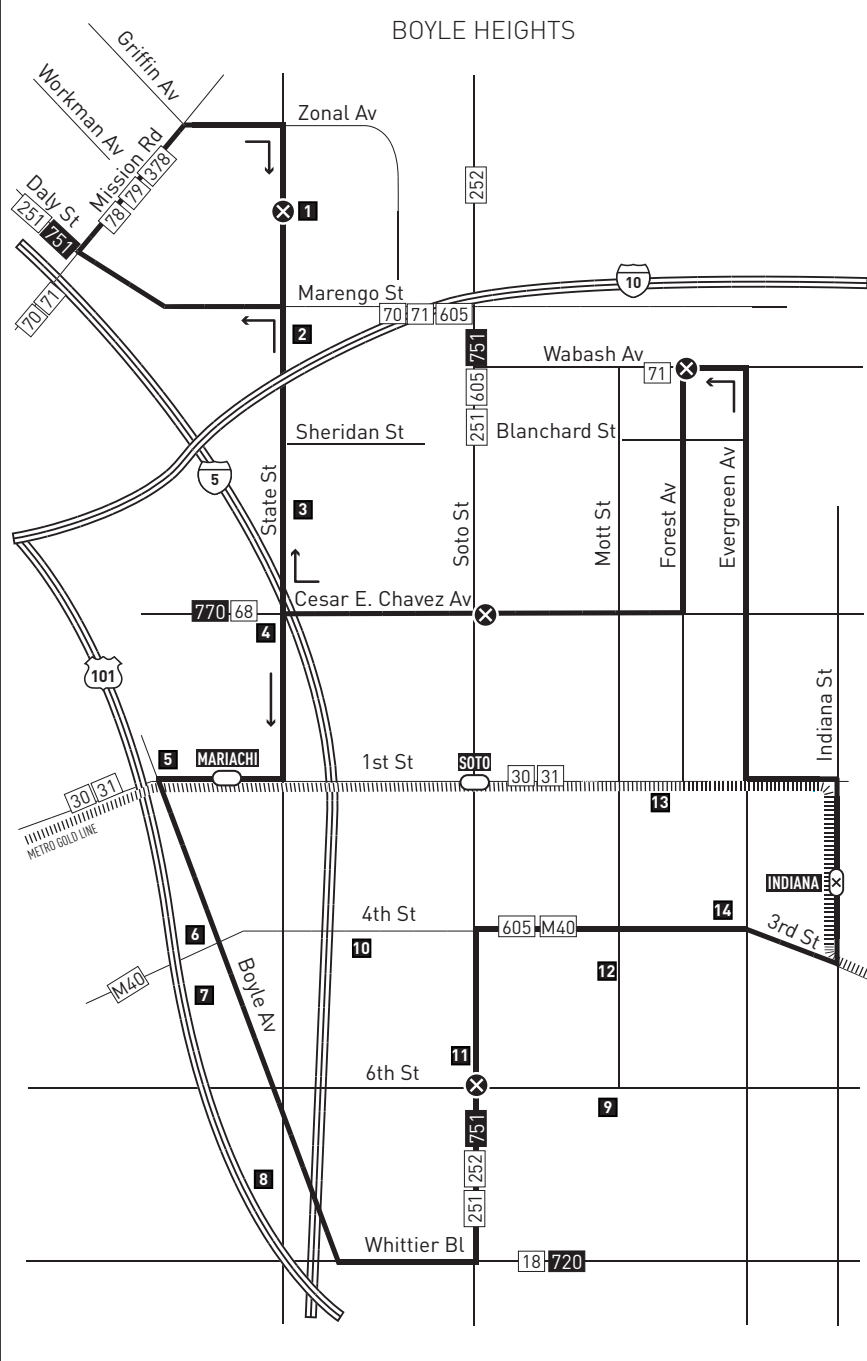 BOYLE HEIGHTS
Griffin Av
Workman Av
Zonal Av
Mission Rd
78 79 378
Daly St
251 751
252
1
70 71
10
Marengo St
70 71 605
2
751
605
251
Wabash Av
71
Sheridan St
Blanchard St
5
State St
3
Soto St
Mott St
Forest Av
Evergreen Av
Cesar E. Chavez Av
770 68
4
101
Indiana St
5
MARIACHI
1st St
SOTO
30 31
30 31
METRO GOLD LINE
13
INDIANA
4th St
605 M40
14
3rd St
6
10
M40
Boyle Av
12
7
11
6th St
9
751
252
251
8
Whittier Bl
18 720